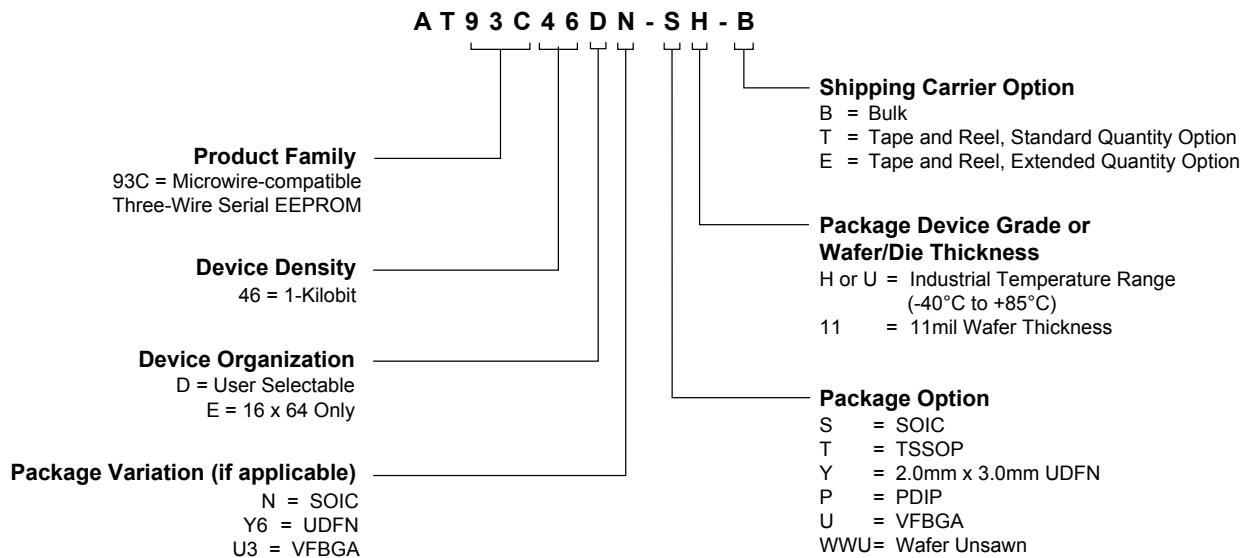 AT93C46DN-SH-B
Product Family
93C = Microwire-compatible
Three-Wire Serial EEPROM
Device Density
46 = 1-Kilobit
Device Organization
D = User Selectable
E = 16 x 64 Only
Package Variation (if applicable)
N = SOIC
Y6 = UDFN
U3 = VFBGA
Shipping Carrier Option
B = Bulk
T = Tape and Reel, Standard Quantity Option
E = Tape and Reel, Extended Quantity Option
Package Device Grade or
Wafer/Die Thickness
H or U = Industrial Temperature Range
(-40°C to +85°C)
11 = 11mil Wafer Thickness
Package Option
S = SOIC
T = TSSOP
Y = 2.0mm x 3.0mm UDFN
P = PDIP
U = VFBGA
WWU= Wafer Unsawn